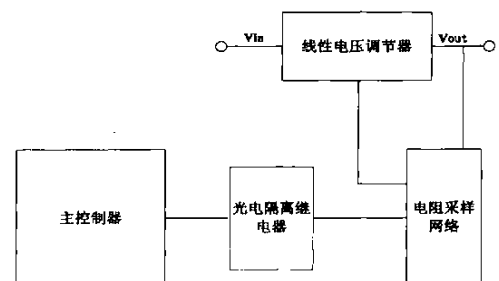 Vin
线性电压调节器
Vout
主控制器
光电隔离继
电器
电阻采样
网络